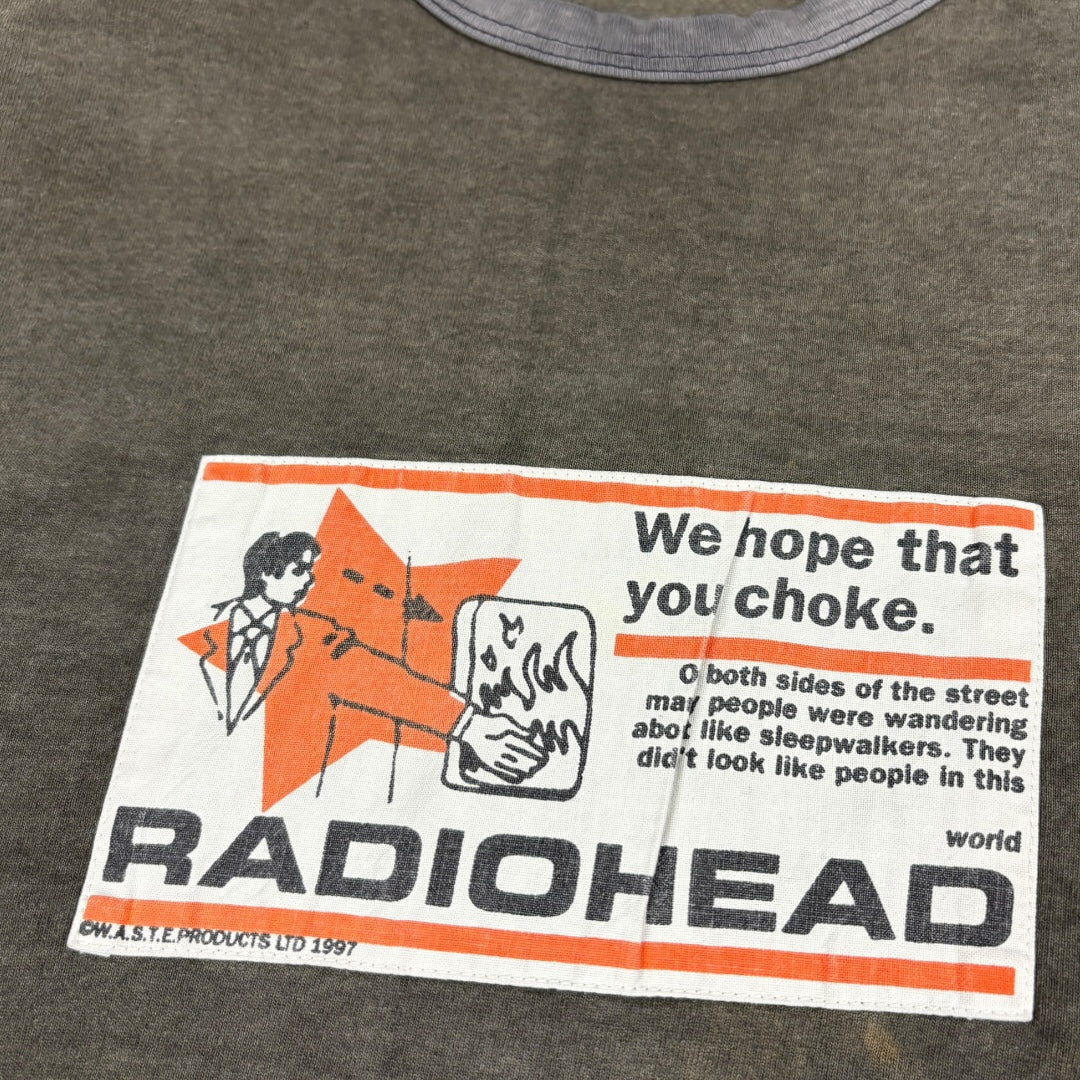 We hope that
you choke.
O both sides of the street
mar people were wandering
abot like sleepwalkers. They
did't look like people in this
world
RADIOHEAD
©W.A.S.T.E.PRODUCTS LTD 1997